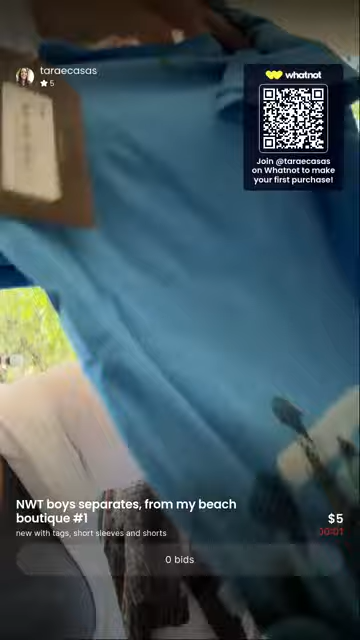 taraecasas
★ 5
whatnot
Join @taraecasas
on Whatnot to make
your first purchase!
NWT boys separates, from my beach
boutique #1
$5
new with tags, short sleeves and shorts
00:01
0 bids